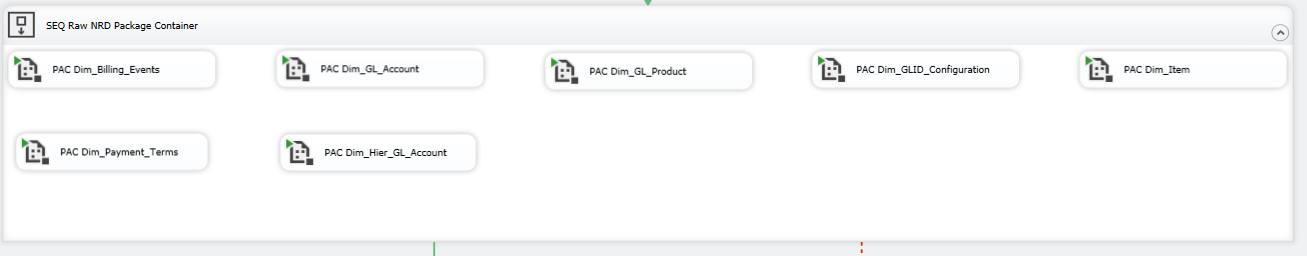 SEQ Raw NRD Package Container
PAC Dim_Billing_Events
PAC Dim_GL_Account
PAC Dim_GL_Product
PAC Dim_GLID_Configuration
PAC Dim_Item
PAC Dim_Payment_Terms
PAC Dim_Hier_GL_Account